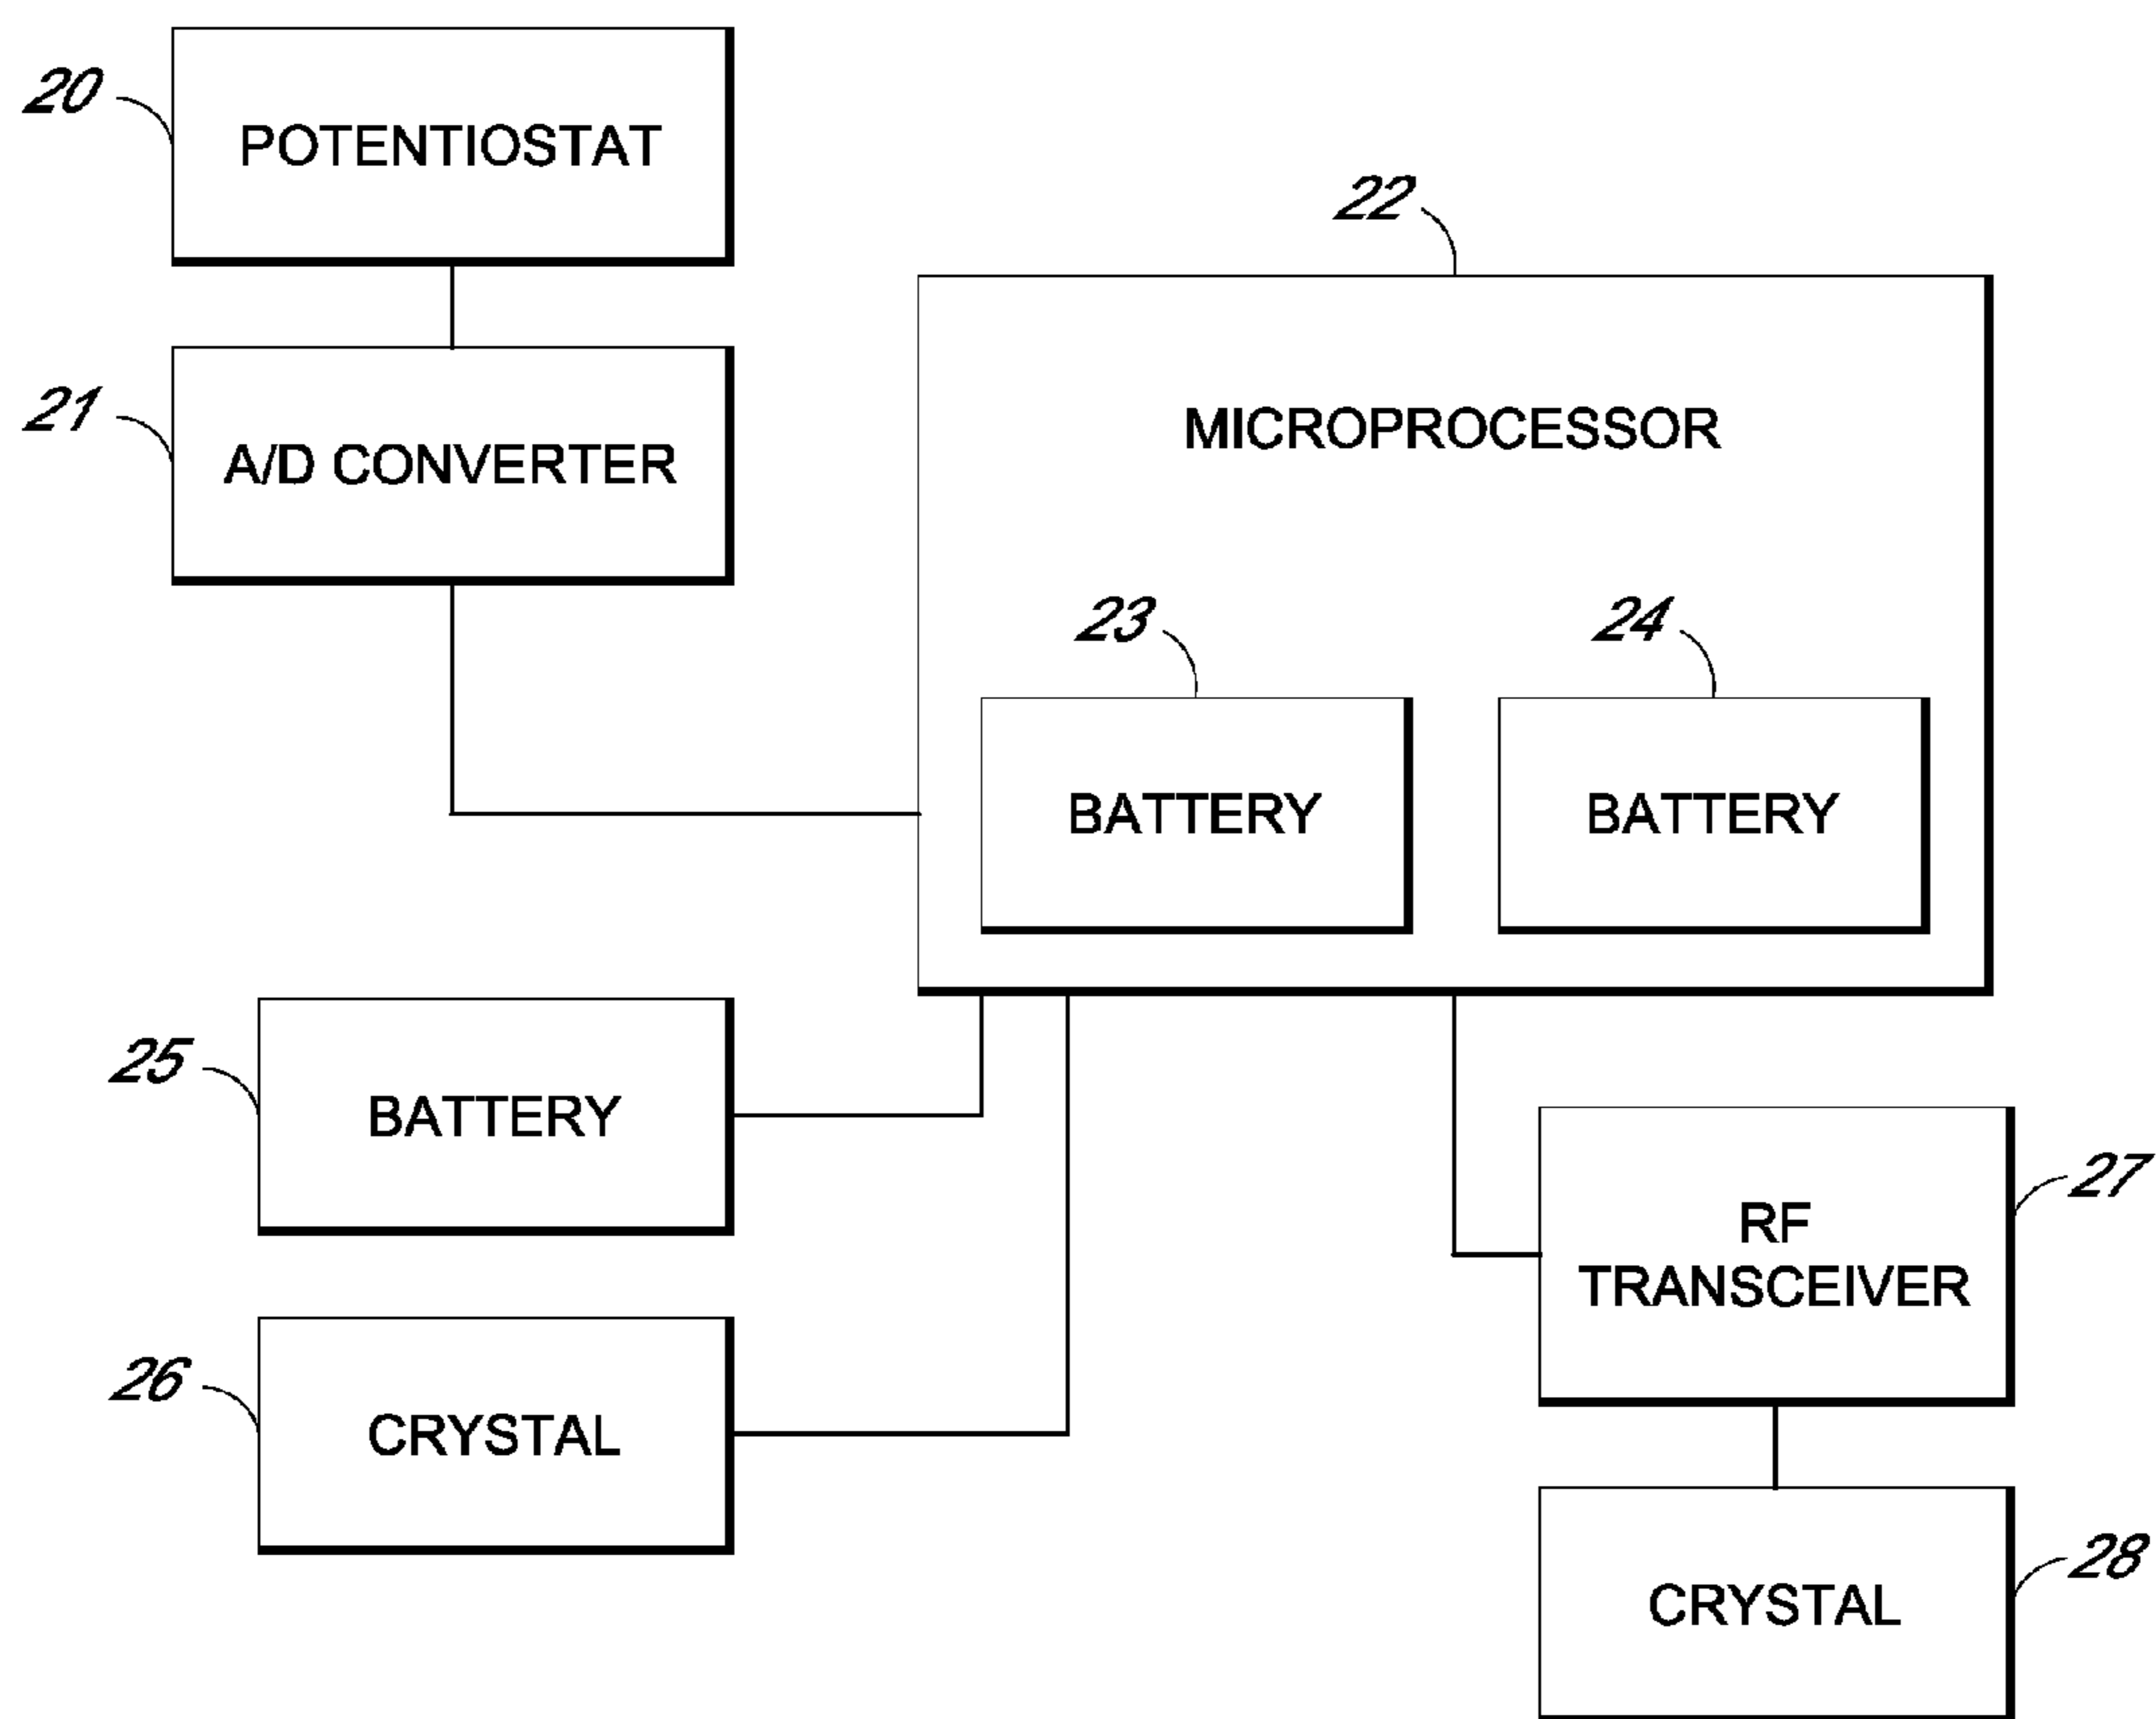 20
POTENTIOSTAT
21
A/D CONVERTER
22
MICROPROCESSOR
23
BATTERY
24
BATTERY
25
BATTERY
26
CRYSTAL
27
RF
TRANSCEIVER
28
CRYSTAL